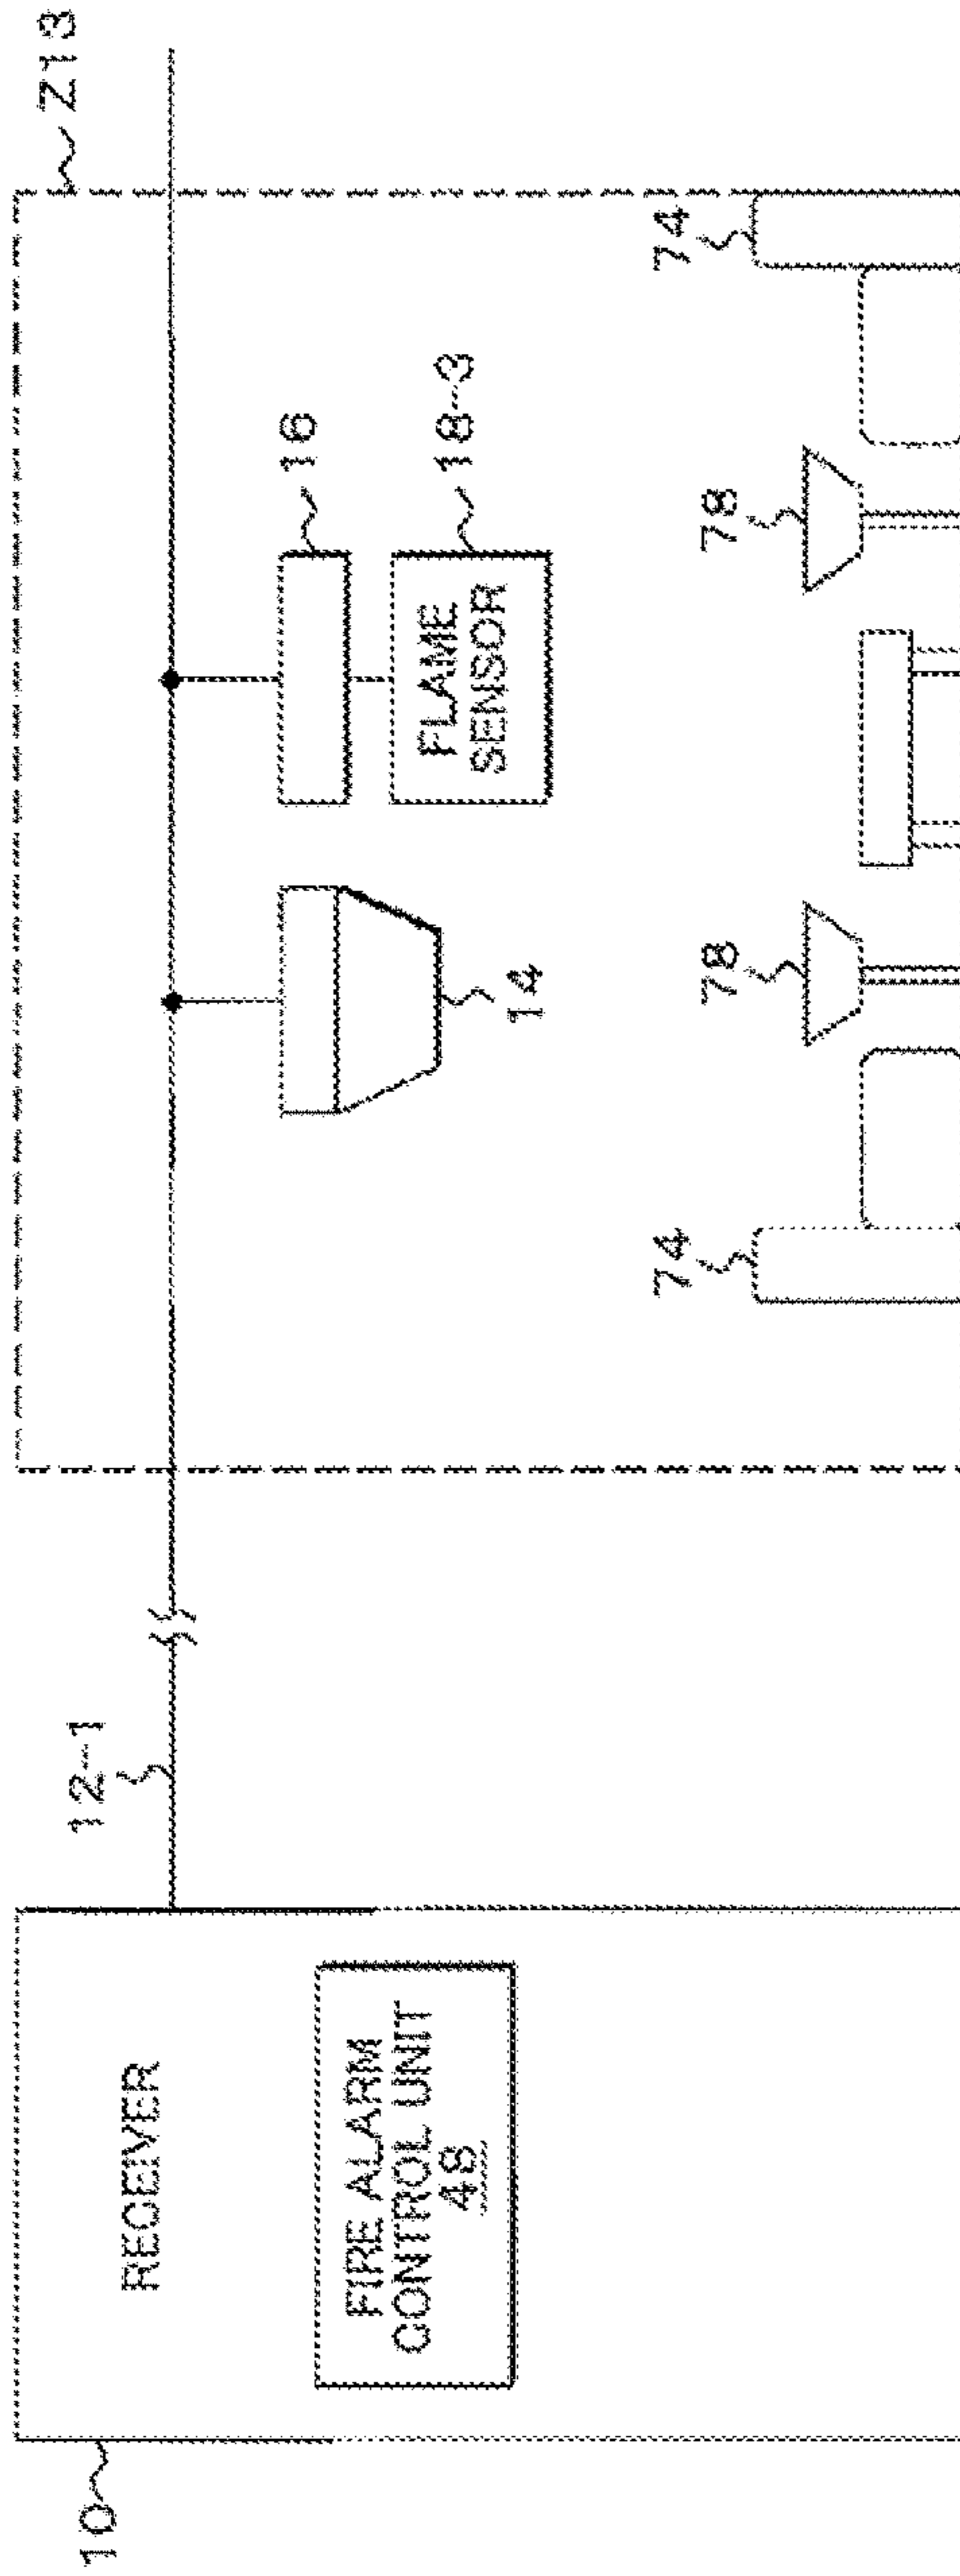 10
RECEIVER
FIRE ALARM
CONTROL UNIT
48
12-1
Z13
14
16
FLAME
SENSOR
18-3
74
78
78
74